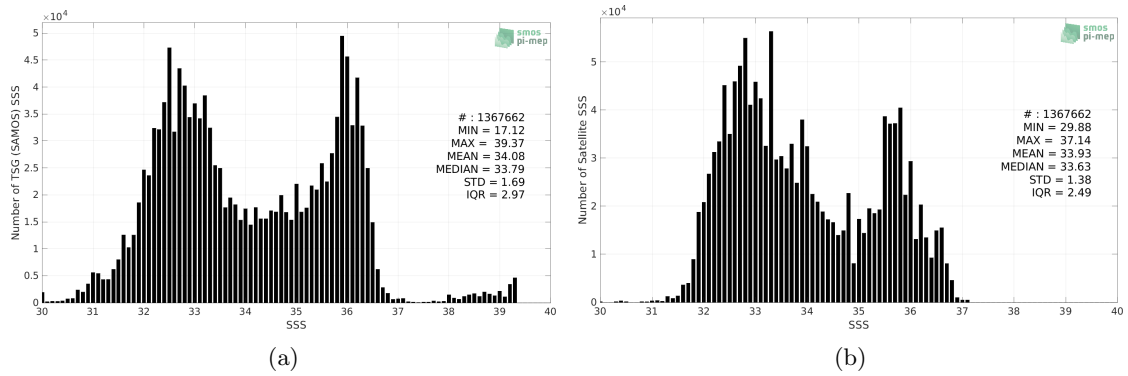 ×10⁴
5
4.5
4
3.5
3
2.5
2
1.5
1
0.5
0
Number of TSG (SAMOS) SSS
30 31 32 33 34 35 36 37 38 39 40
SSS
smos
pi-mep
# : 1367662
MIN = 17.12
MAX = 39.37
MEAN = 34.08
MEDIAN = 33.79
STD = 1.69
IQR = 2.97
(a)
×10⁴
5
4
3
2
1
0
Number of Satellite SSS
30 31 32 33 34 35 36 37 38 39 40
SSS
smos
pi-mep
# : 1367662
MIN = 29.88
MAX = 37.14
MEAN = 33.93
MEDIAN = 33.63
STD = 1.38
IQR = 2.49
(b)